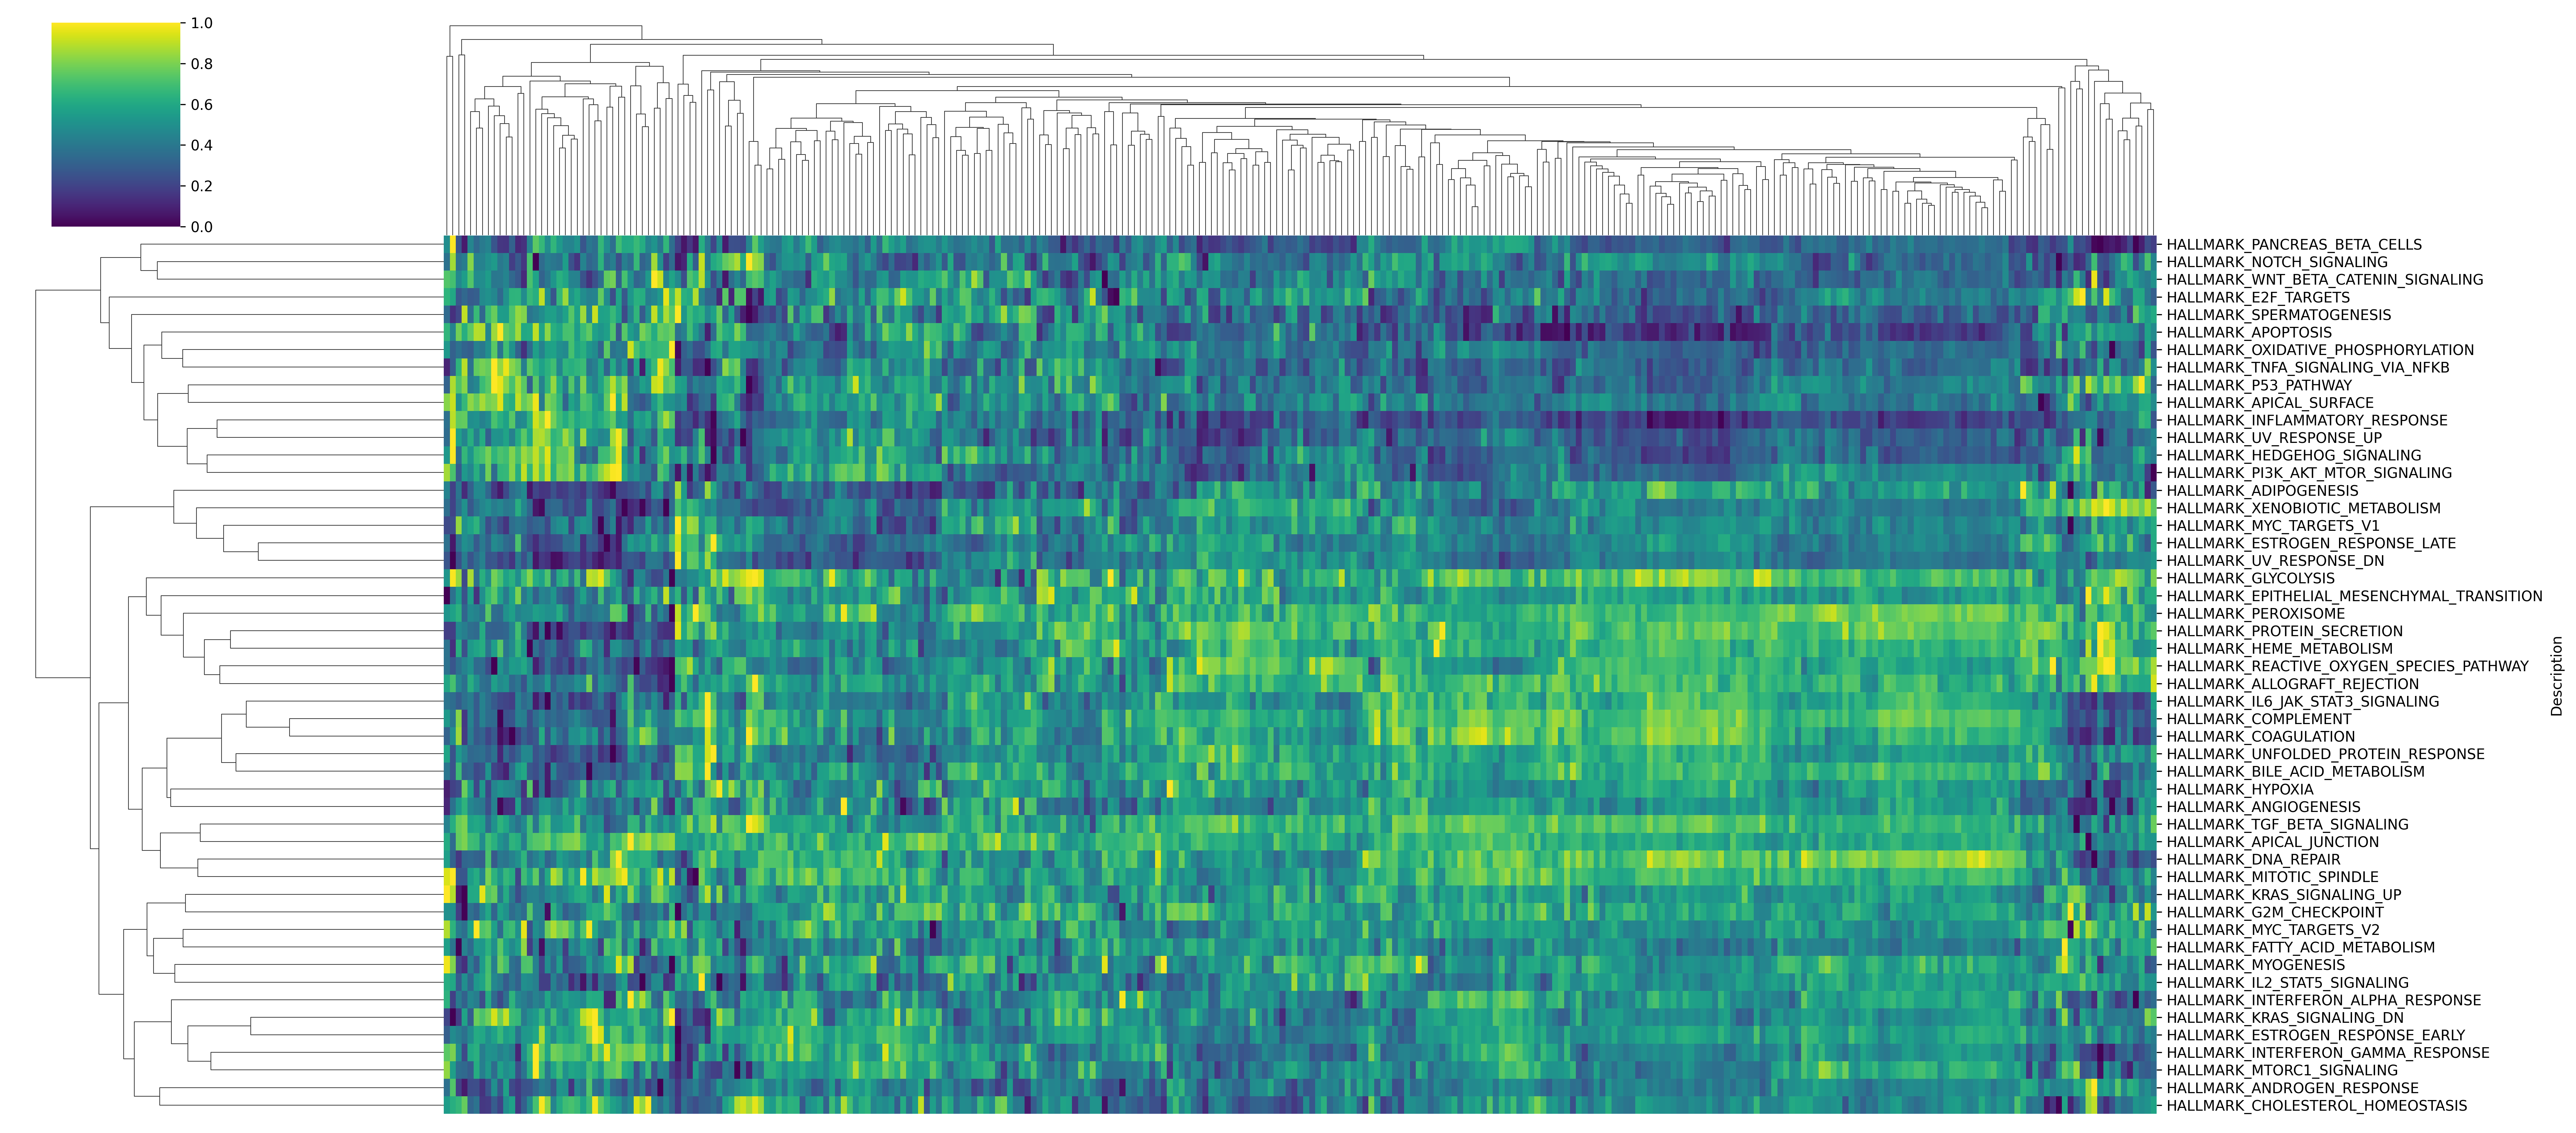 1.0
0.8
0.6
0.4
0.2
0.0
HALLMARK_PANCREAS_BETA_CELLS
HALLMARK_NOTCH_SIGNALING
HALLMARK_WNT_BETA_CATENIN_SIGNALING
HALLMARK_E2F_TARGETS
HALLMARK_SPERMATOGENESIS
HALLMARK_APOPTOSIS
HALLMARK_OXIDATIVE_PHOSPHORYLATION
HALLMARK_TNFA_SIGNALING_VIA_NFKB
HALLMARK_P53_PATHWAY
HALLMARK_APICAL_SURFACE
HALLMARK_INFLAMMATORY_RESPONSE
HALLMARK_UV_RESPONSE_UP
HALLMARK_HEDGEHOG_SIGNALING
HALLMARK_PI3K_AKT_MTOR_SIGNALING
HALLMARK_ADIPOGENESIS
HALLMARK_XENOBIOTIC_METABOLISM
HALLMARK_MYC_TARGETS_V1
HALLMARK_ESTROGEN_RESPONSE_LATE
HALLMARK_UV_RESPONSE_DN
HALLMARK_GLYCOLYSIS
HALLMARK_EPITHELIAL_MESENCHYMAL_TRANSITION
HALLMARK_PEROXISOME
HALLMARK_PROTEIN_SECRETION
HALLMARK_HEME_METABOLISM
HALLMARK_REACTIVE_OXYGEN_SPECIES_PATHWAY
HALLMARK_ALLOGRAFT_REJECTION
HALLMARK_IL6_JAK_STAT3_SIGNALING
HALLMARK_COMPLEMENT
HALLMARK_COAGULATION
HALLMARK_UNFOLDED_PROTEIN_RESPONSE
HALLMARK_BILE_ACID_METABOLISM
HALLMARK_HYPOXIA
HALLMARK_ANGIOGENESIS
HALLMARK_TGF_BETA_SIGNALING
HALLMARK_APICAL_JUNCTION
HALLMARK_DNA_REPAIR
HALLMARK_MITOTIC_SPINDLE
HALLMARK_KRAS_SIGNALING_UP
HALLMARK_G2M_CHECKPOINT
HALLMARK_MYC_TARGETS_V2
HALLMARK_FATTY_ACID_METABOLISM
HALLMARK_MYOGENESIS
HALLMARK_IL2_STAT5_SIGNALING
HALLMARK_INTERFERON_ALPHA_RESPONSE
HALLMARK_KRAS_SIGNALING_DN
HALLMARK_ESTROGEN_RESPONSE_EARLY
HALLMARK_INTERFERON_GAMMA_RESPONSE
HALLMARK_MTORC1_SIGNALING
HALLMARK_ANDROGEN_RESPONSE
HALLMARK_CHOLESTEROL_HOMEOSTASIS
Description